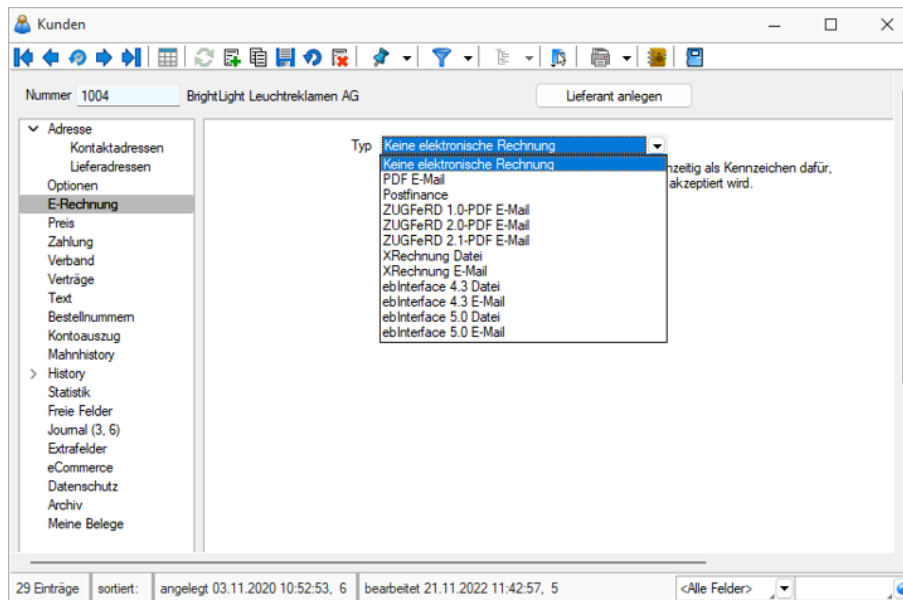 Kunden
Nummer 1004 BrightLight Leuchtreklamen AG Lieferant anlegen
Adresse
Kontaktadressen
Lieferadressen
Optionen
E-Rechnung
Preis
Zahlung
Verband
Verträge
Text
Bestellnummern
Kontoauszug
Mahnhistory
History
Statistik
Freie Felder
Journal (3, 6)
Extrafelder
eCommerce
Datenschutz
Archiv
Meine Belege
Typ Keine elektronische Rechnung
Keine elektronische Rechnung
PDF E-Mail
Postfinance
ZUGFeRD 1.0-PDF E-Mail
ZUGFeRD 2.0-PDF E-Mail
ZUGFeRD 2.1-PDF E-Mail
XRechnung Datei
XRechnung E-Mail
ebInterface 4.3 Datei
ebInterface 4.3 E-Mail
ebInterface 5.0 Datei
ebInterface 5.0 E-Mail
als Kennzeichen dafür,
akzeptiert wird.
29 Einträge sortiert: angelegt 03.11.2020 10:52:53, 6 bearbeitet 21.11.2022 11:42:57, 5 <Alle Felder>